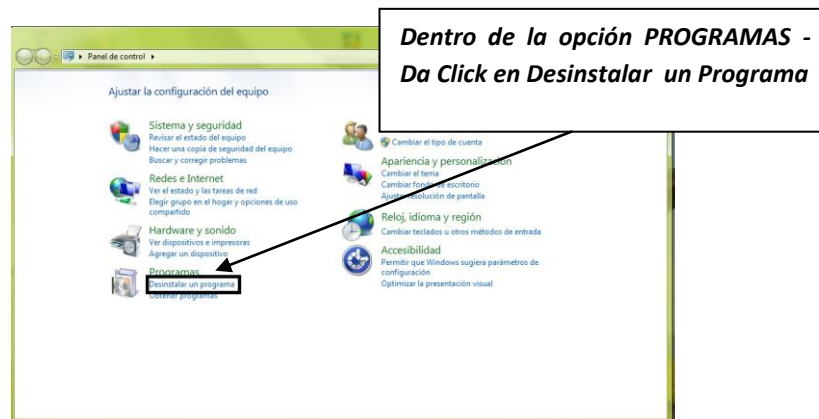 Dentro de la opción PROGRAMAS -
Da Click en Desinstalar un Programa
Panel de control
Ajustar la configuración del equipo
Sistema y seguridad
Revisar el estado del equipo
Hacer una copia de seguridad del equipo
Buscar y corregir problemas
Redes e Internet
Ver el estado y las tareas de red
Elegir grupo en el hogar y opciones de uso
compartido
Hardware y sonido
Ver dispositivos e impresoras
Agregar un dispositivo
Programas
Desinstalar un programa
Obtener programas
Cambiar el tipo de cuenta
Apariencia y personalización
Cambiar el tema
Cambiar fondo de escritorio
Ajustar resolución de pantalla
Reloj, idioma y región
Cambiar teclados u otros métodos de entrada
Accesibilidad
Permitir que Windows sugiera parámetros de
configuración
Optimizar la presentación visual